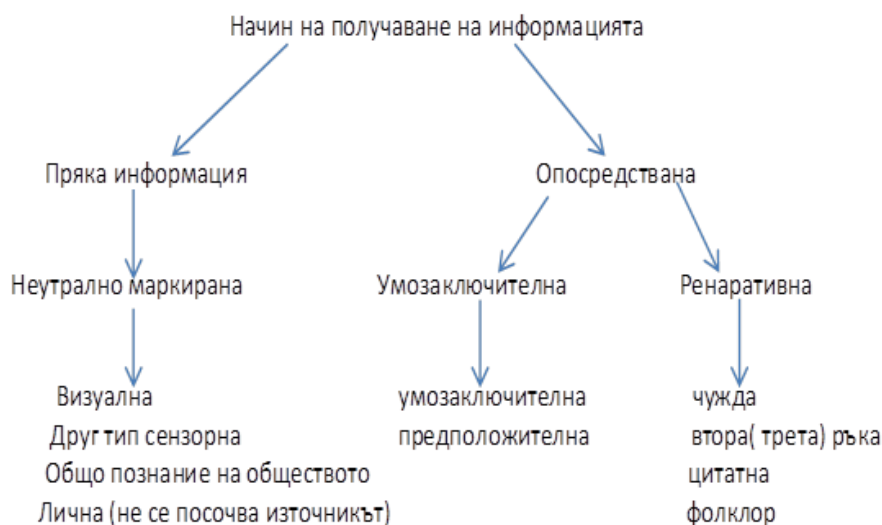 Начин на получаване на информацията
Пряка информация
Опосредствана
Неутрално маркирана
Умозаключителна
Ренаративна
Визуална
Друг тип сензорна
Общо познание на обществото
Лична (не се посочва източникът)
умозаключителна
предположителна
чужда
втора( трета) ръка
цитатна
фолклор